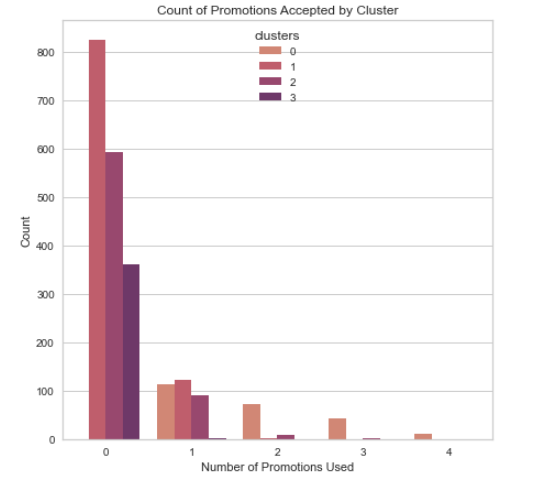 Count of Promotions Accepted by Cluster
clusters
0
1
2
3
800
700
600
500
400
300
200
100
0
Count
0 1 2 3 4
Number of Promotions Used